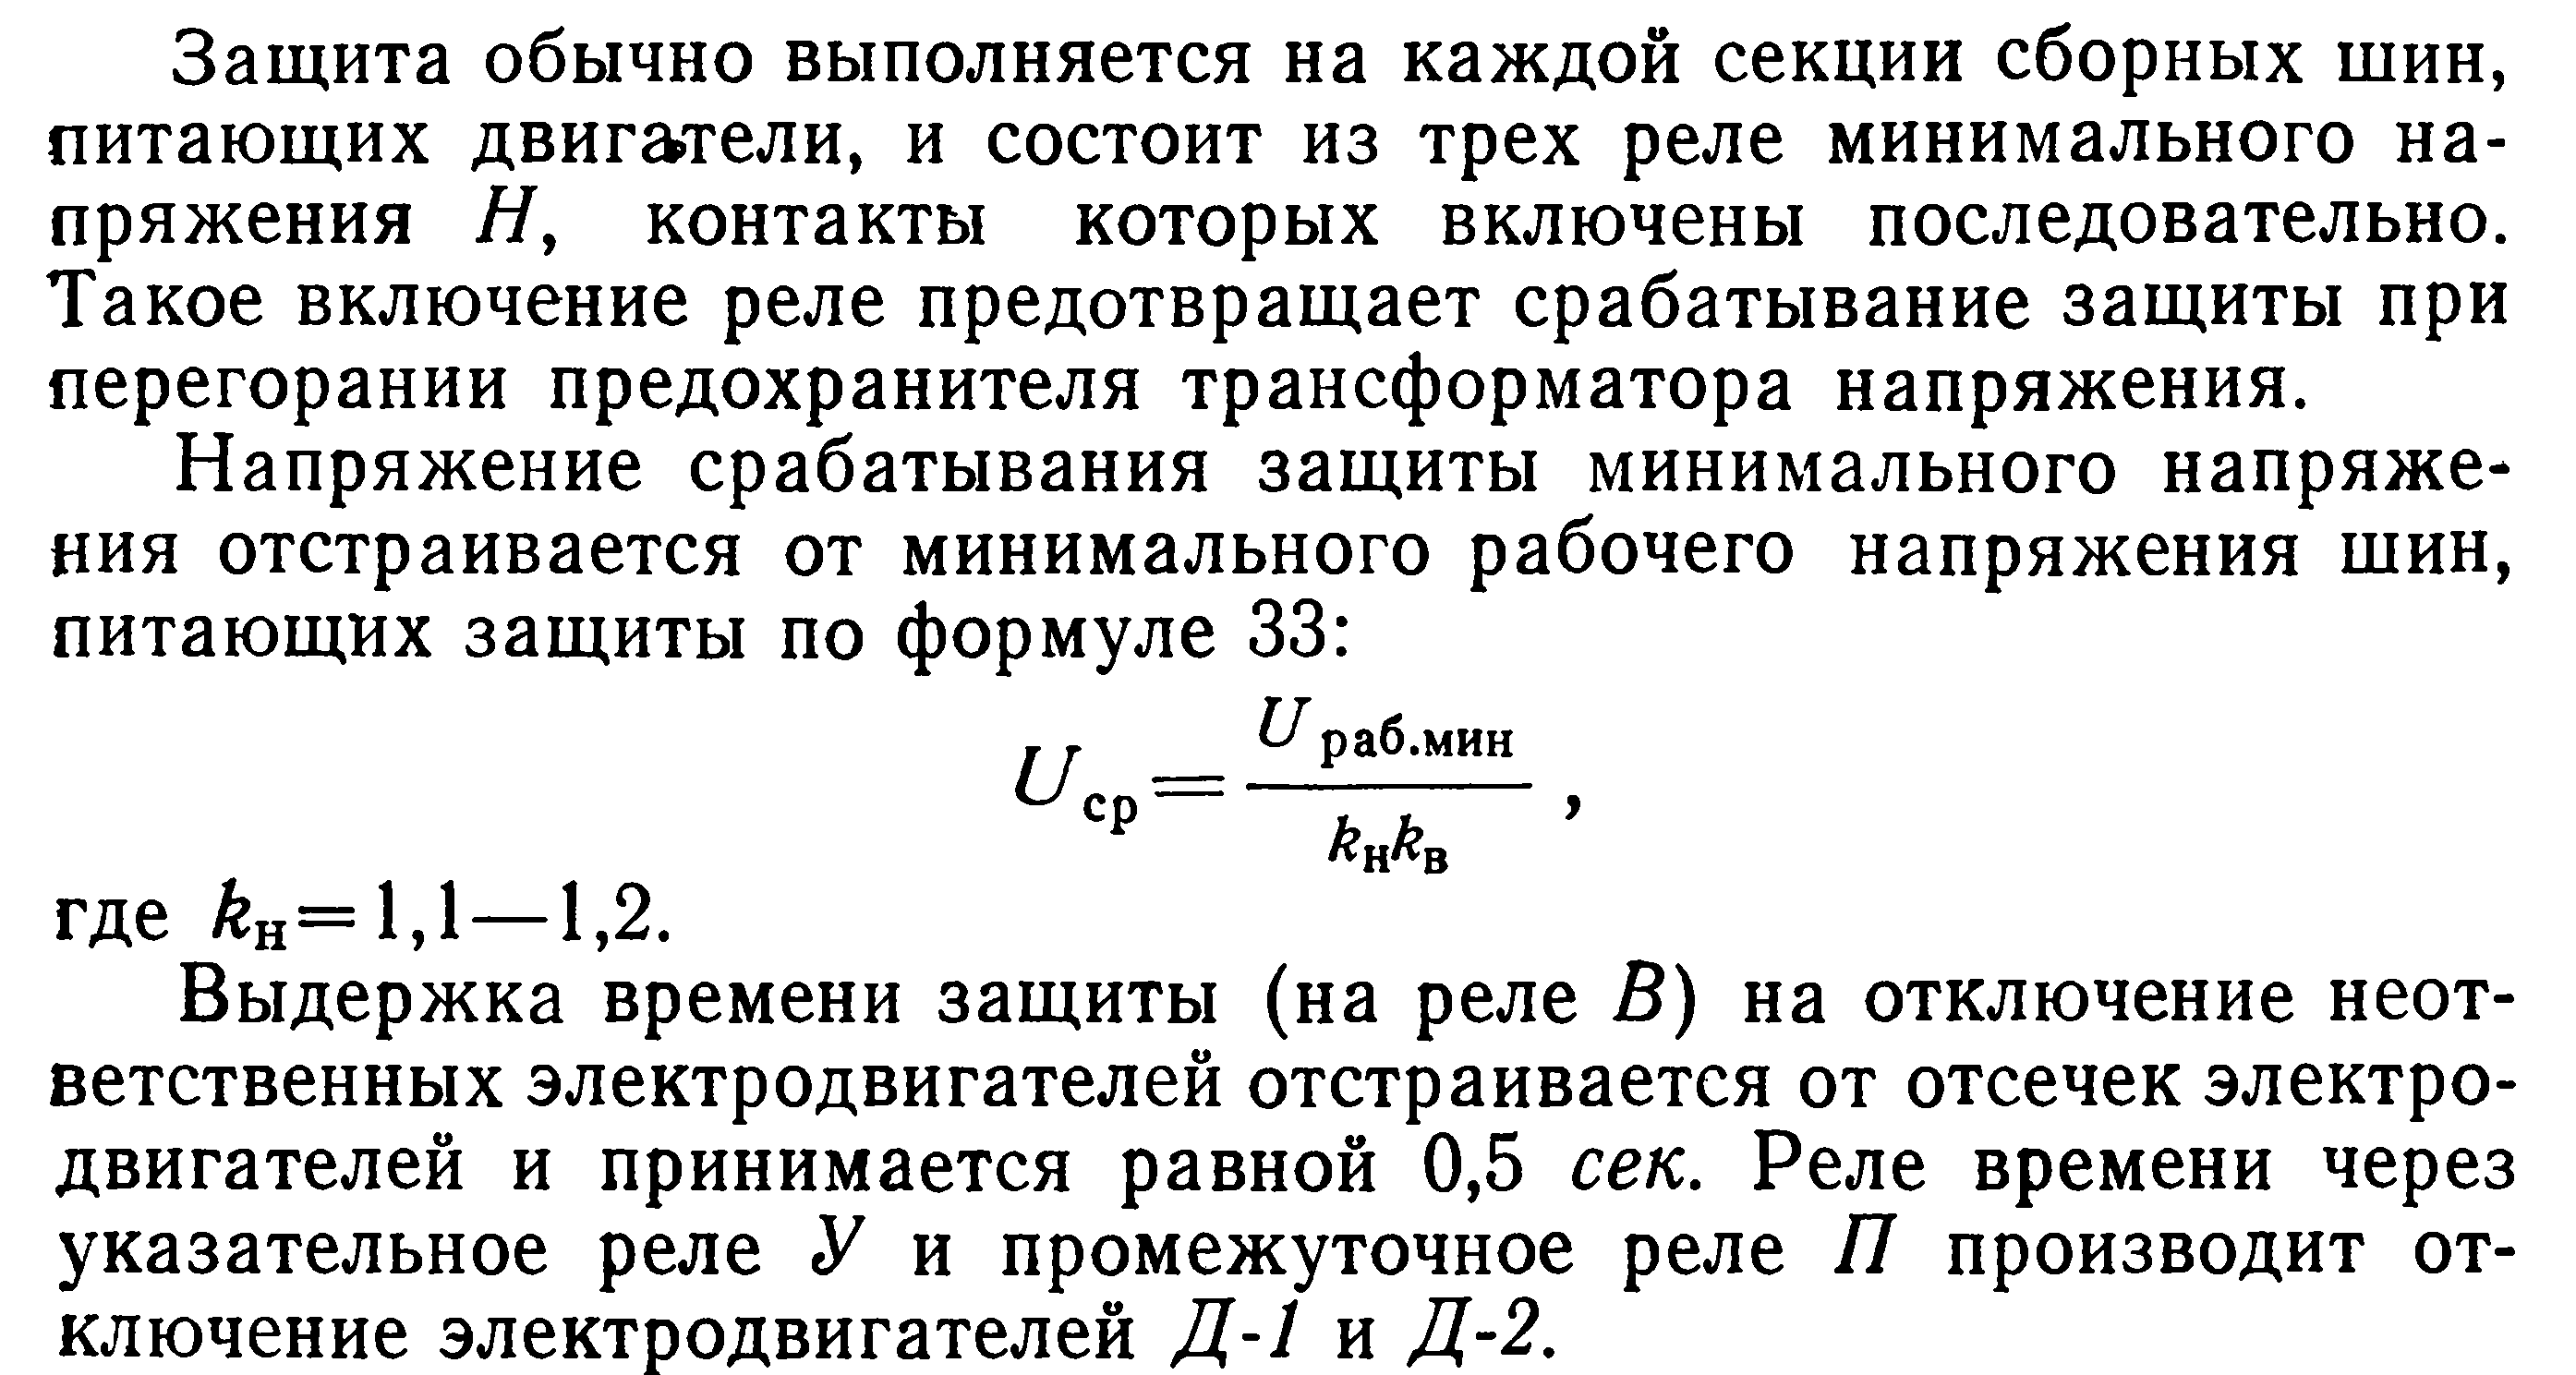 Защита обычно выполняется на каждой секции сборных шин,
питающих двигатели, и состоит из трех реле минимального на-
пряжения Н, контакты которых включены последовательно.
Такое включение реле предотвращает срабатывание защиты при
перегорании предохранителя трансформатора напряжения.
Напряжение срабатывания защиты минимального напряже-
ния отстраивается от минимального рабочего напряжения шин,
питающих защиты по формуле 33:
U_ср = U_раб.мин / k_н k_в ,
где k_н = 1,1—1,2.
Выдержка времени защиты (на реле В) на отключение неот-
ветственных электродвигателей отстраивается от отсечек электро-
двигателей и принимается равной 0,5 сек. Реле времени через
указательное реле У и промежуточное реле П производит от-
ключение электродвигателей Д-1 и Д-2.